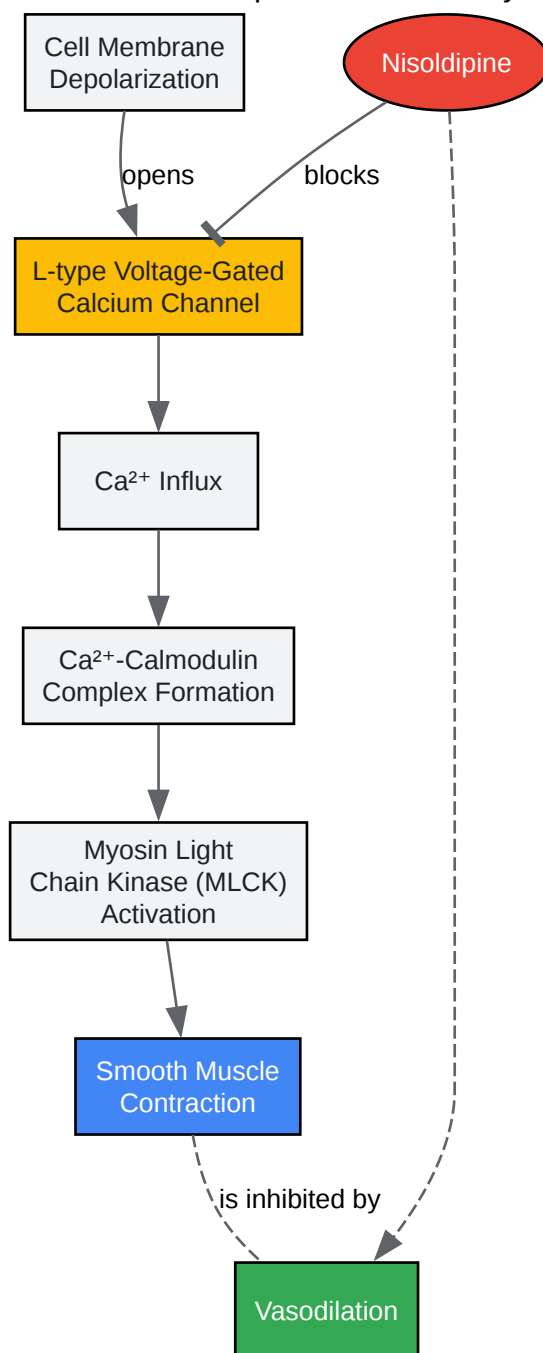 Cell Membrane
Depolarization
Nisoldipine
opens
blocks
L-type Voltage-Gated
Calcium Channel
Ca²⁺ Influx
Ca²⁺-Calmodulin
Complex Formation
Myosin Light
Chain Kinase (MLCK)
Activation
Smooth Muscle
Contraction
is inhibited by
Vasodilation